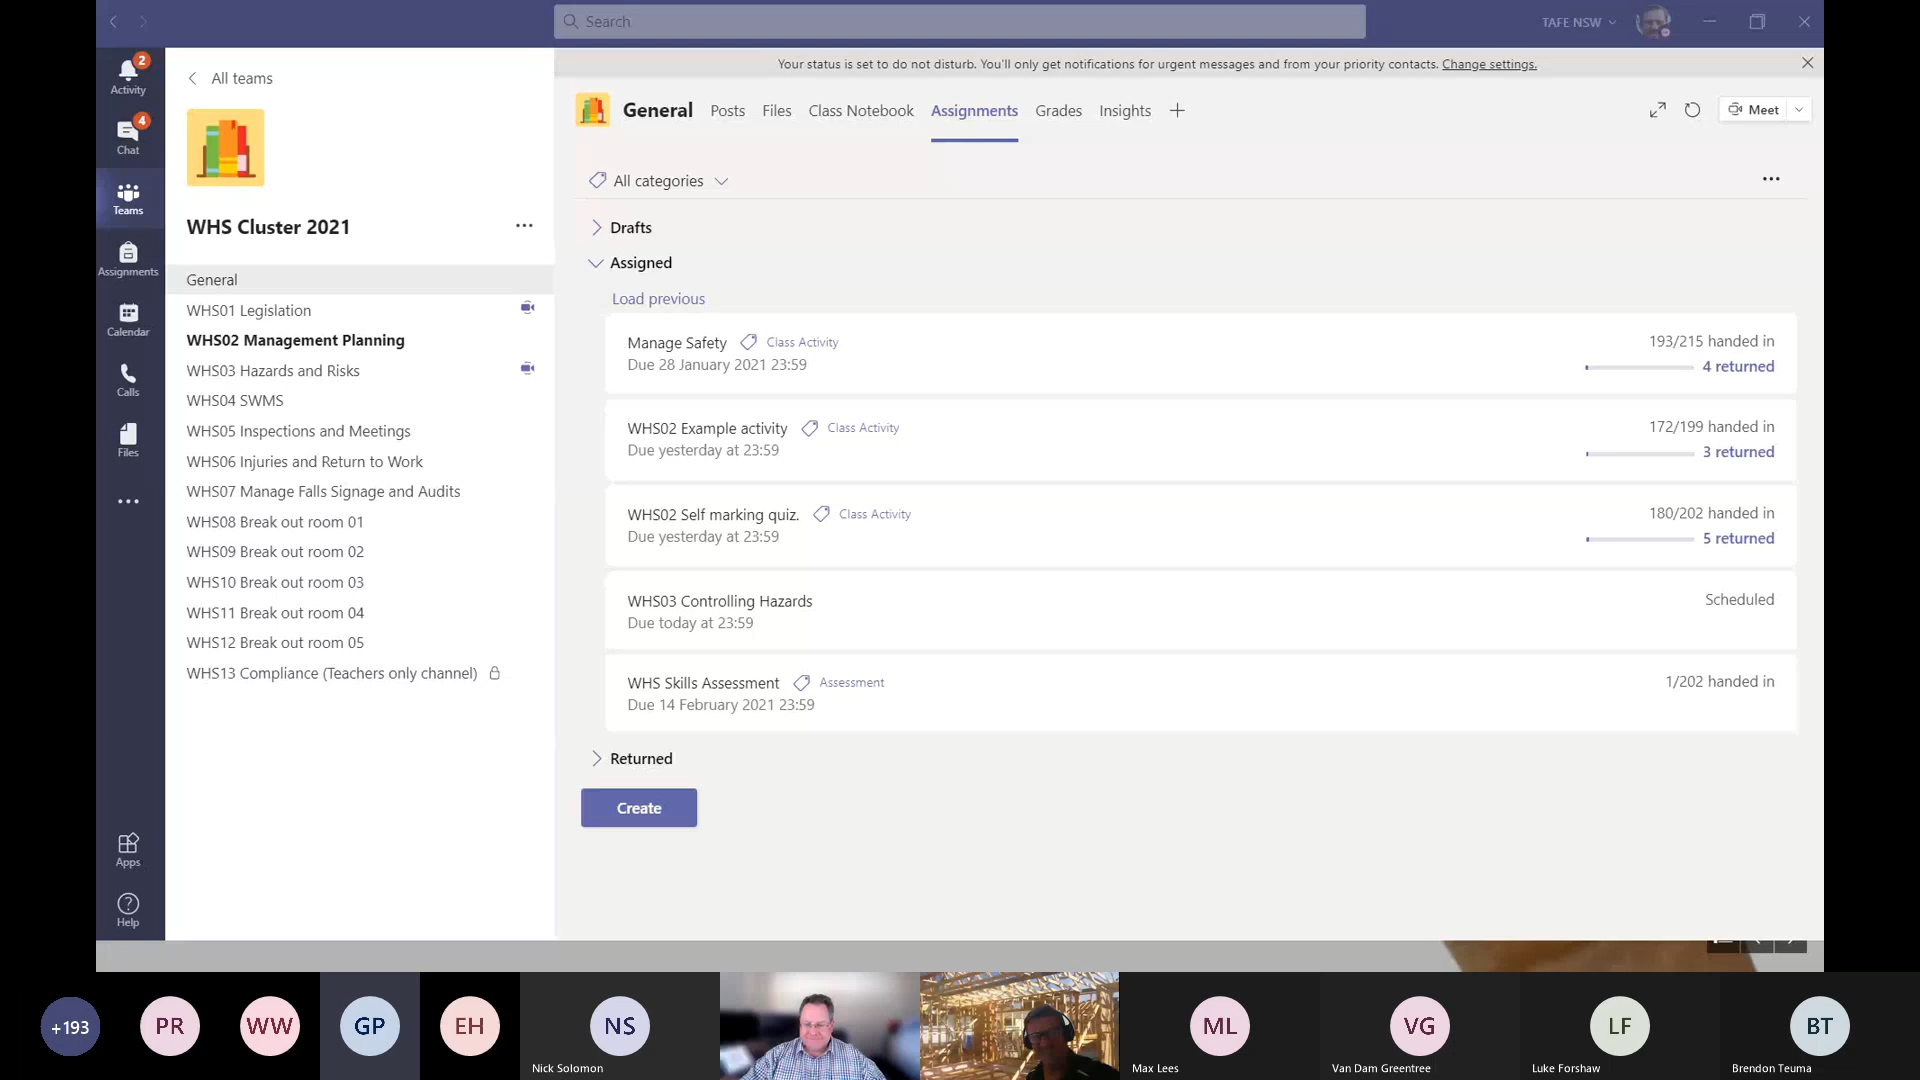 Search
TAFE NSW
2
Activity
4
Chat
Teams
Assignments
Calendar
Calls
Files
Apps
Help
All teams
WHS Cluster 2021
General
WHS01 Legislation
WHS02 Management Planning
WHS03 Hazards and Risks
WHS04 SWMS
WHS05 Inspections and Meetings
WHS06 Injuries and Return to Work
WHS07 Manage Falls Signage and Audits
WHS08 Break out room 01
WHS09 Break out room 02
WHS10 Break out room 03
WHS11 Break out room 04
WHS12 Break out room 05
WHS13 Compliance (Teachers only channel)
Your status is set to do not disturb. You'll only get notifications for urgent messages and from your priority contacts. Change settings.
General Posts Files Class Notebook Assignments Grades Insights
Meet
All categories
Drafts
Assigned
Load previous
Manage Safety Class Activity 193/215 handed in
Due 28 January 2021 23:59 4 returned
WHS02 Example activity Class Activity 172/199 handed in
Due yesterday at 23:59 3 returned
WHS02 Self marking quiz. Class Activity 180/202 handed in
Due yesterday at 23:59 5 returned
WHS03 Controlling Hazards Scheduled
Due today at 23:59
WHS Skills Assessment Assessment 1/202 handed in
Due 14 February 2021 23:59
Returned
Create
+193 PR WW GP EH NS ML VG LF BT
Nick Solomon Max Lees Van Dam Greentree Luke Forshaw Brendon Teuma